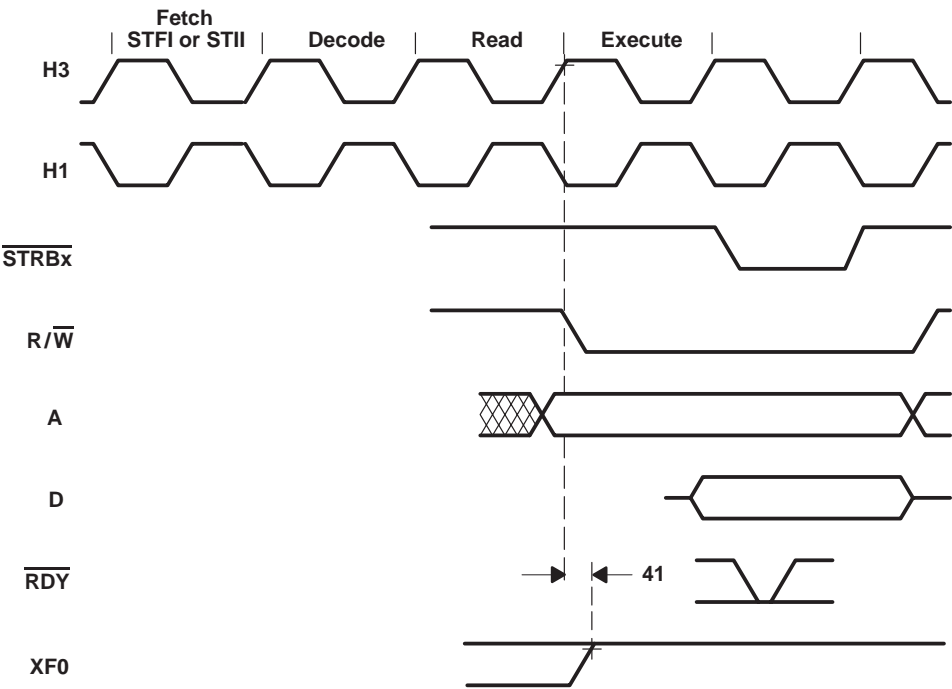 Fetch
STFI or STII | Decode | Read | Execute
H3
H1
STRBx
R/W
A
D
RDY
41
XF0